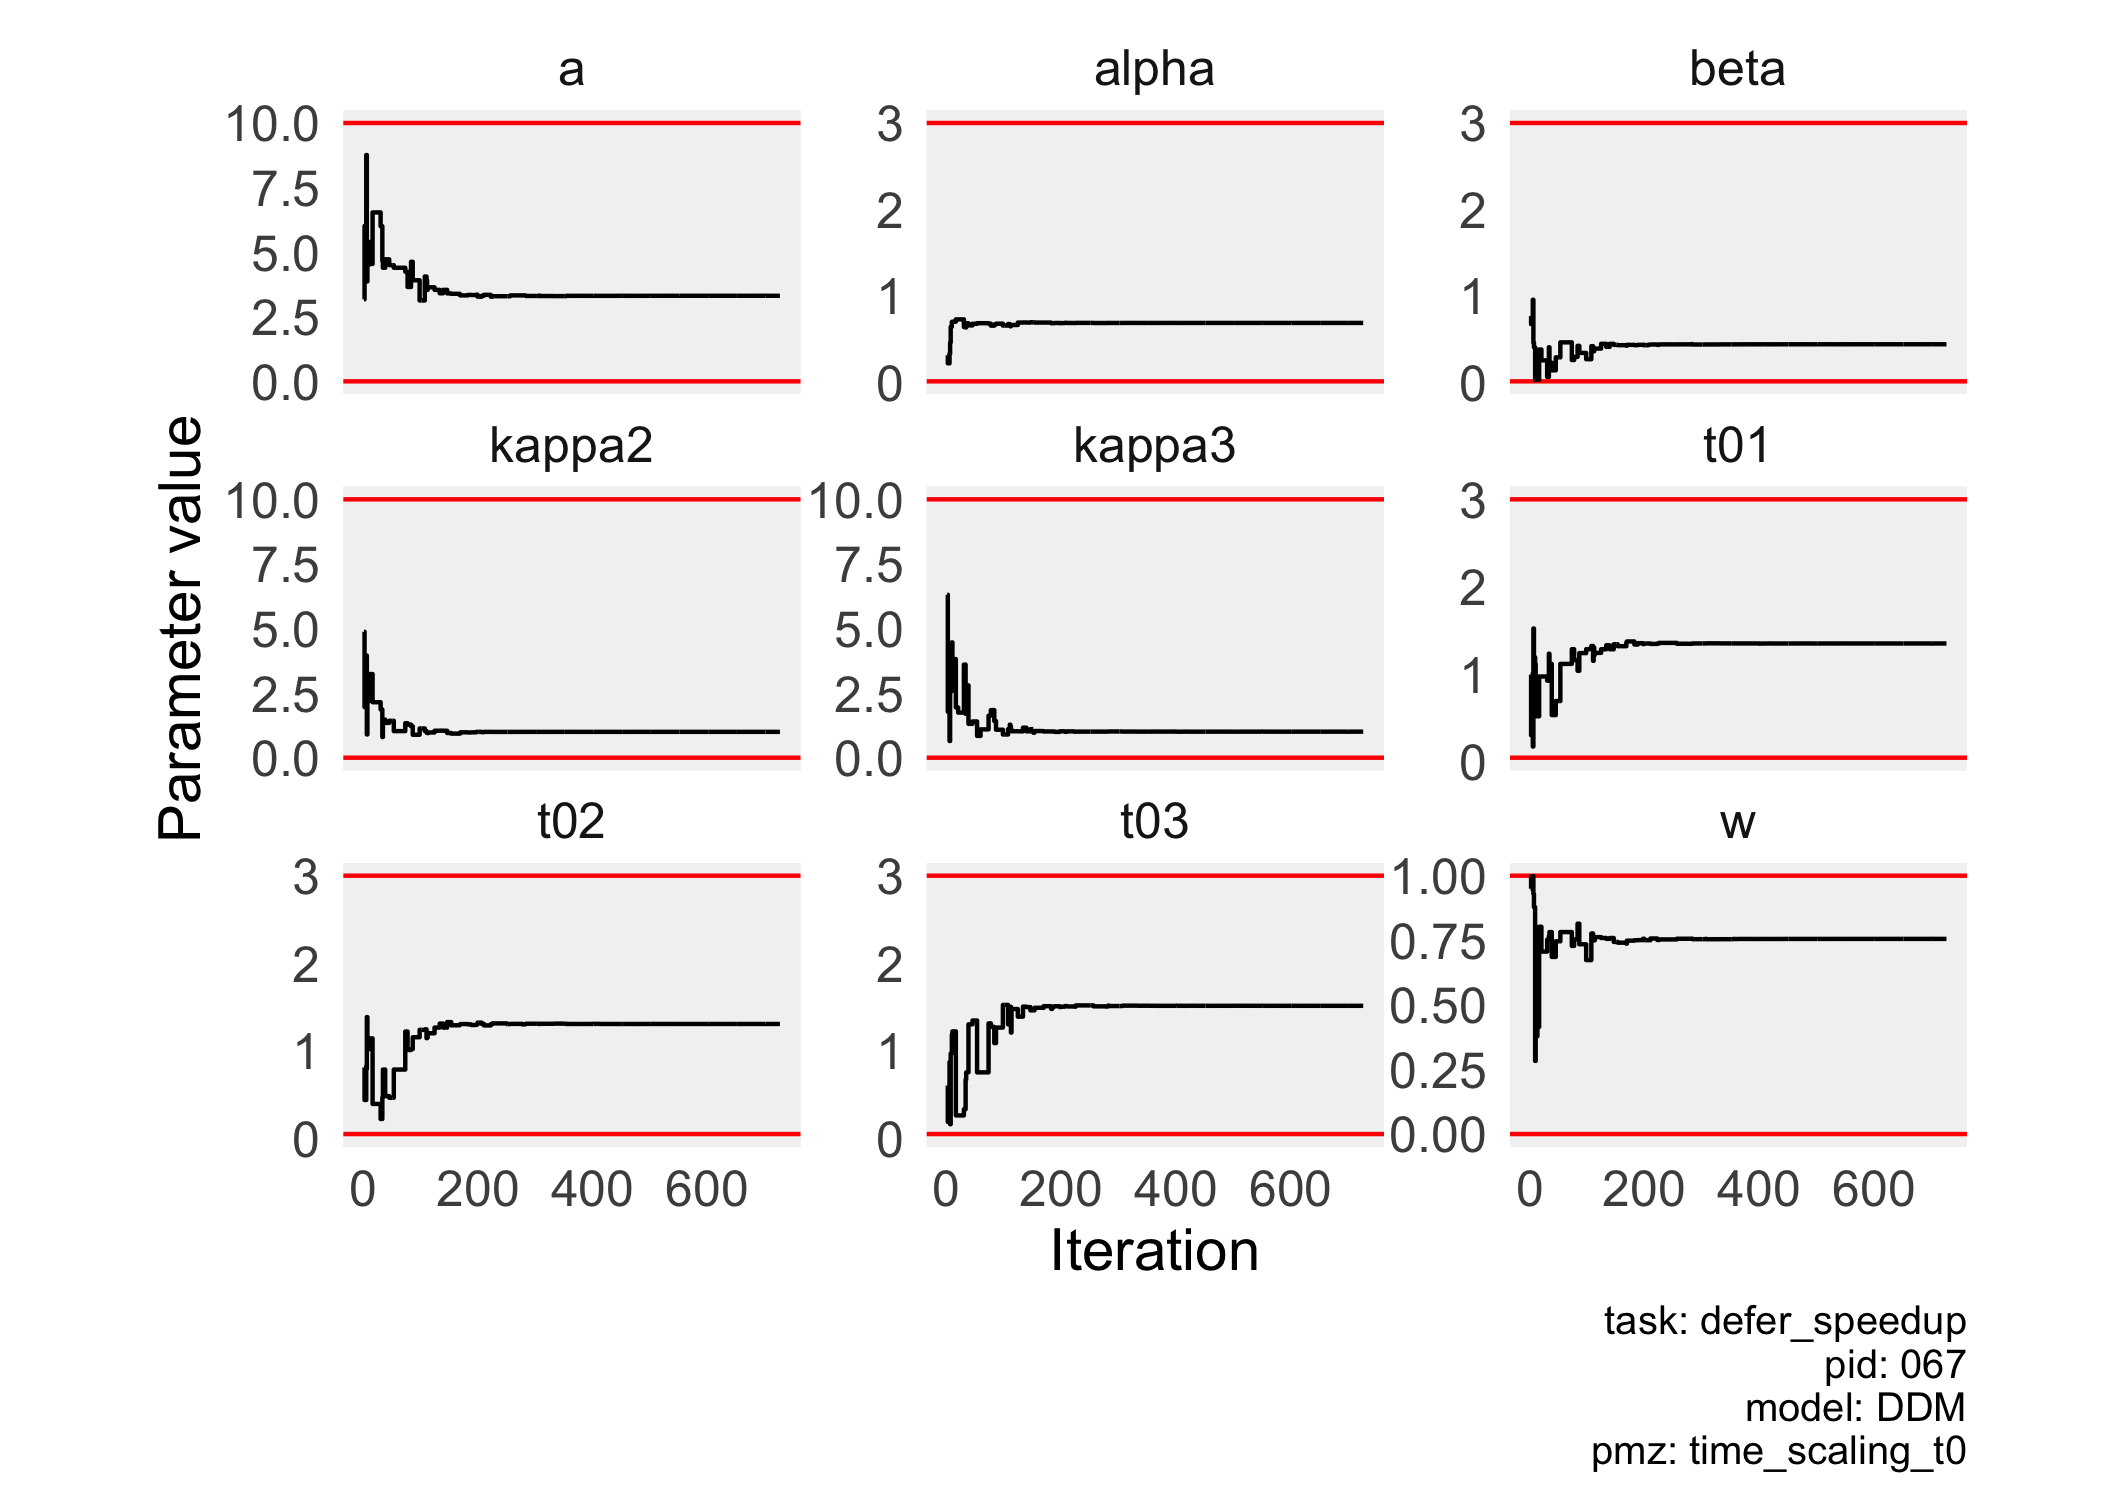 a
alpha
beta
10.0
7.5
5.0
2.5
0.0
3
2
1
0
3
2
1
0
kappa2
kappa3
t01
10.0
7.5
5.0
2.5
0.0
10.0
7.5
5.0
2.5
0.0
3
2
1
0
t02
t03
w
3
2
1
0
3
2
1
0
1.00
0.75
0.50
0.25
0.00
0 200 400 600
0 200 400 600
0 200 400 600
Parameter value
Iteration
task: defer_speedup
pid: 067
model: DDM
pmz: time_scaling_t0